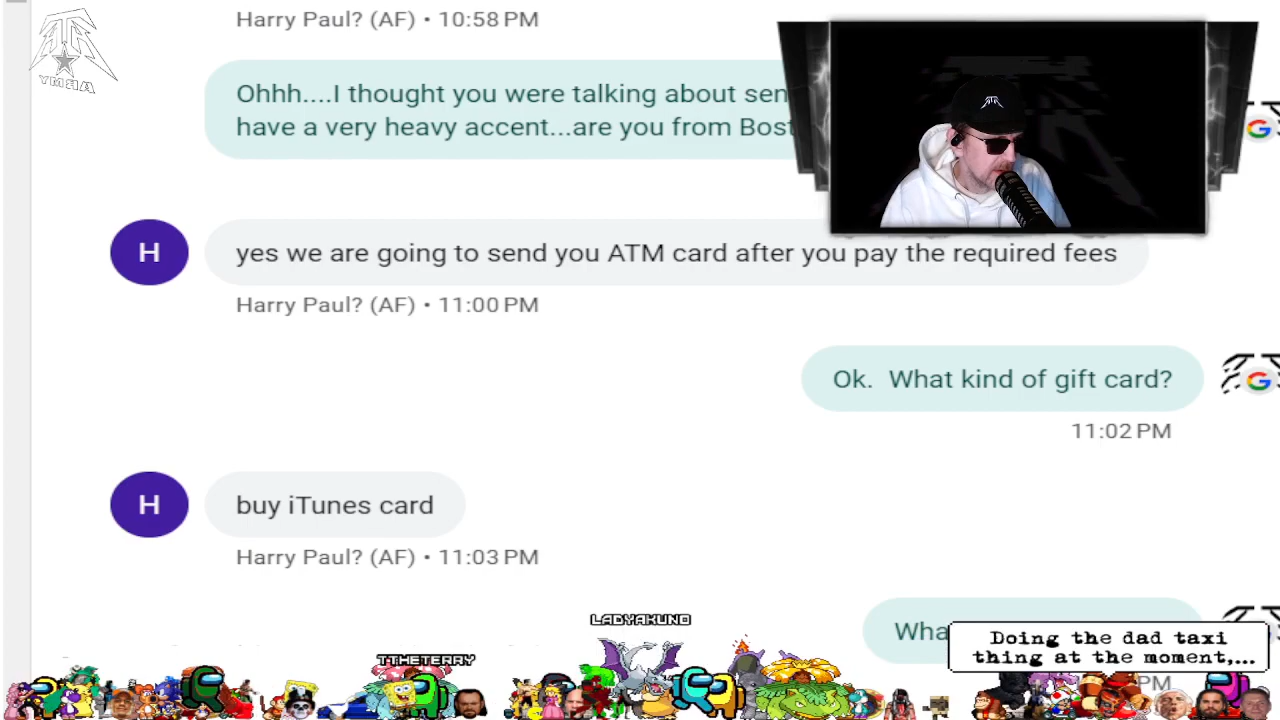 Harry Paul? (AF) • 10:58 PM
Ohhh....I thought you were talking about sen
have a very heavy accent...are you from Bost
H
yes we are going to send you ATM card after you pay the required fees
Harry Paul? (AF) • 11:00 PM
Ok. What kind of gift card?
11:02 PM
H
buy iTunes card
Harry Paul? (AF) • 11:03 PM
Wha
PM
LADYAKUNO
TTHETERRY
Doing the dad taxi
thing at the moment,...